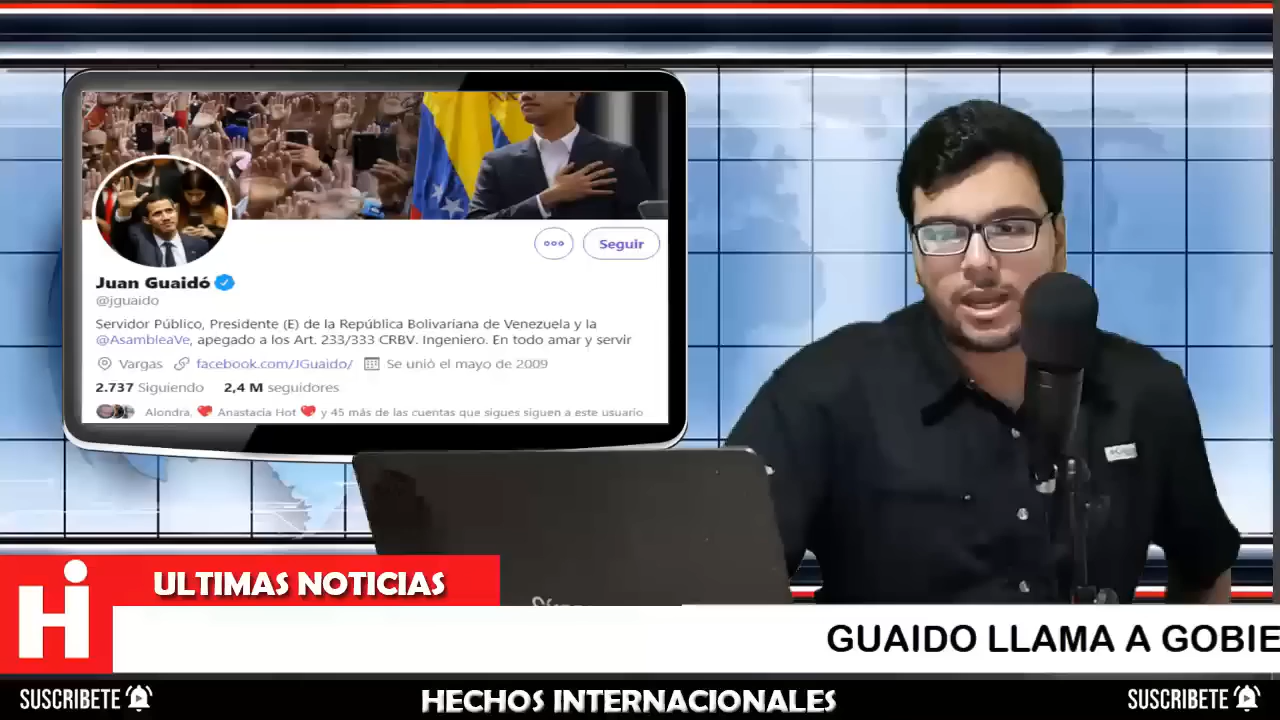 Seguir
Juan Guaidó
@jguaido
Servidor Público, Presidente (E) de la República Bolivariana de Venezuela y la
@AsambleaVe, apegado a los Art. 233/333 CRBV. Ingeniero. En todo amar y servir
Vargas facebook.com/JGuaido/ Se unió el mayo de 2009
2.737 Siguiendo 2,4 M seguidores
Alondra, ❤ Anastacia Hot ❤ y 45 más de las cuentas que sigues siguen a este usuario
Hi
ULTIMAS NOTICIAS
GUAIDO LLAMA A GOBIE
SUSCRIBETE
HECHOS INTERNACIONALES
SUSCRIBETE